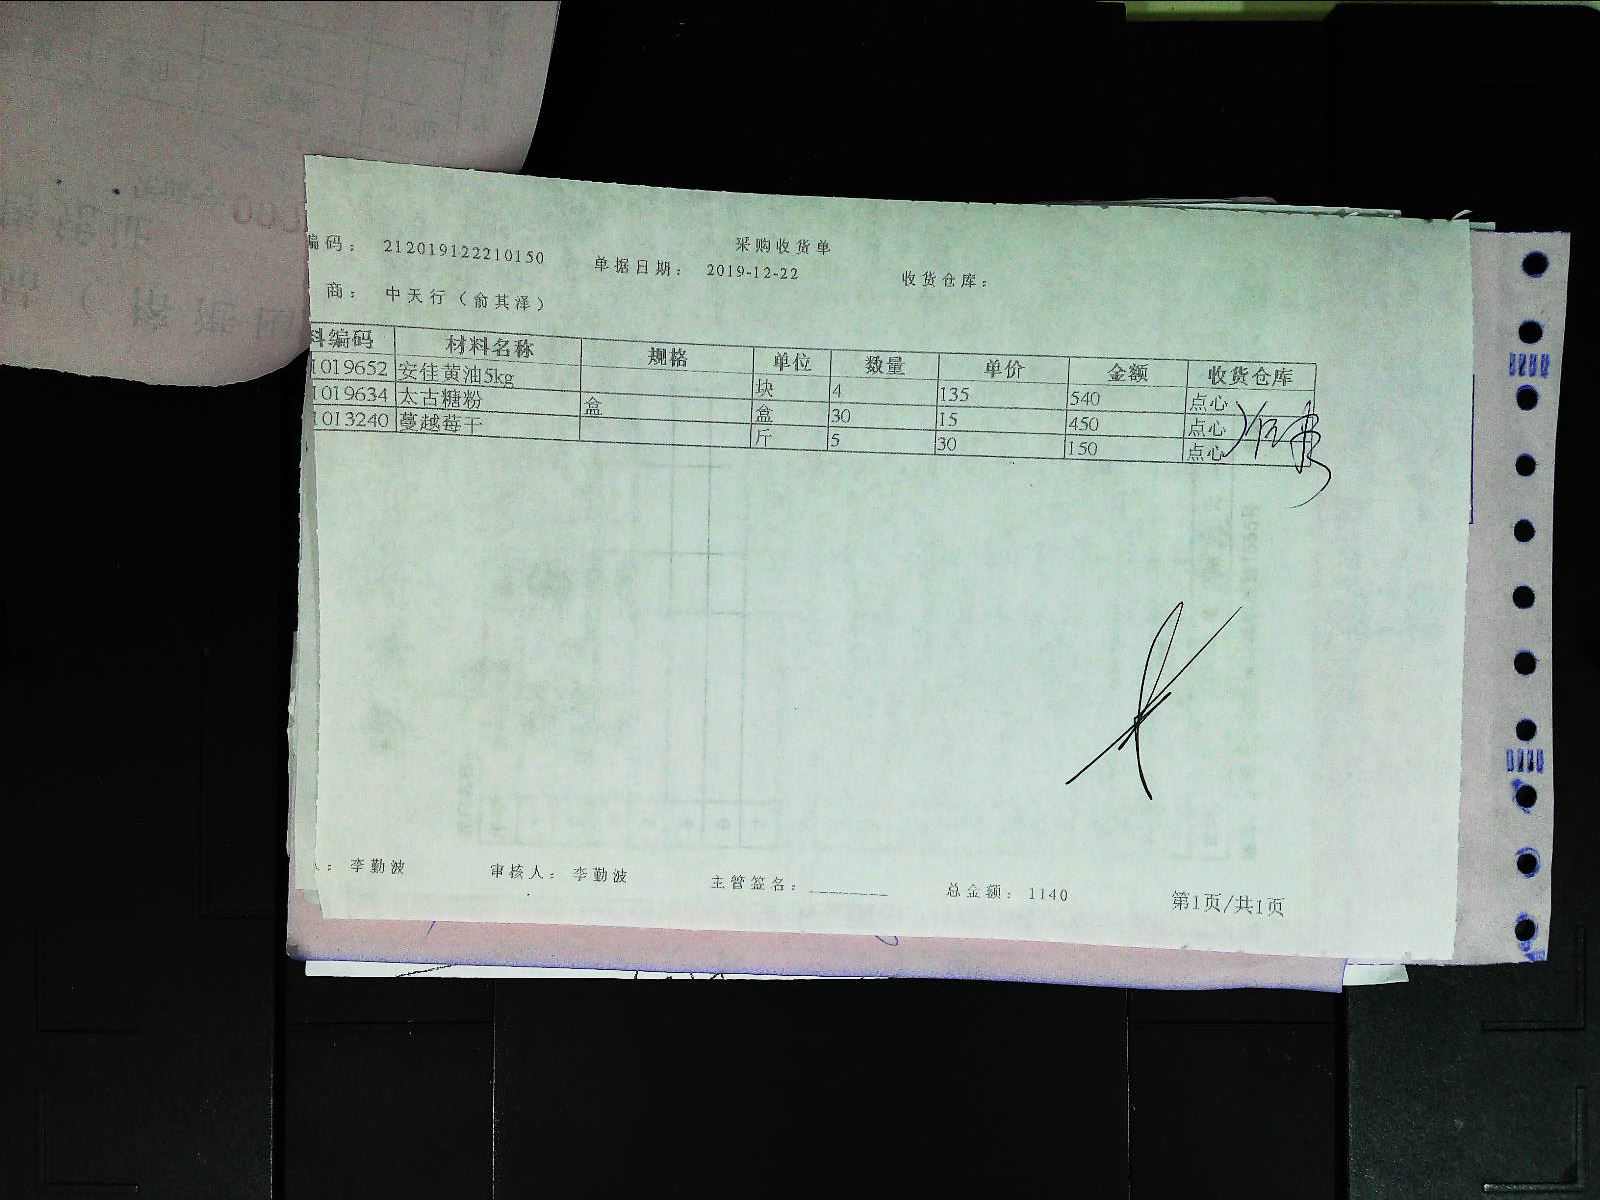 采购收货单
编码： 212019122210150 单据日期： 2019-12-22 收货仓库：
商： 中天行（俞其泽）
料编码 材料名称 规格 单位 数量 单价 金额 收货仓库
1019652 安佳黄油5kg 块 4 135 540 点心
1019634 太古糖粉 盒 盒 30 15 450 点心
1013240 蔓越莓干 斤 5 30 150 点心
人： 李勤波 审核人： 李勤波 主管签名：________ 总金额： 1140 第1页/共1页